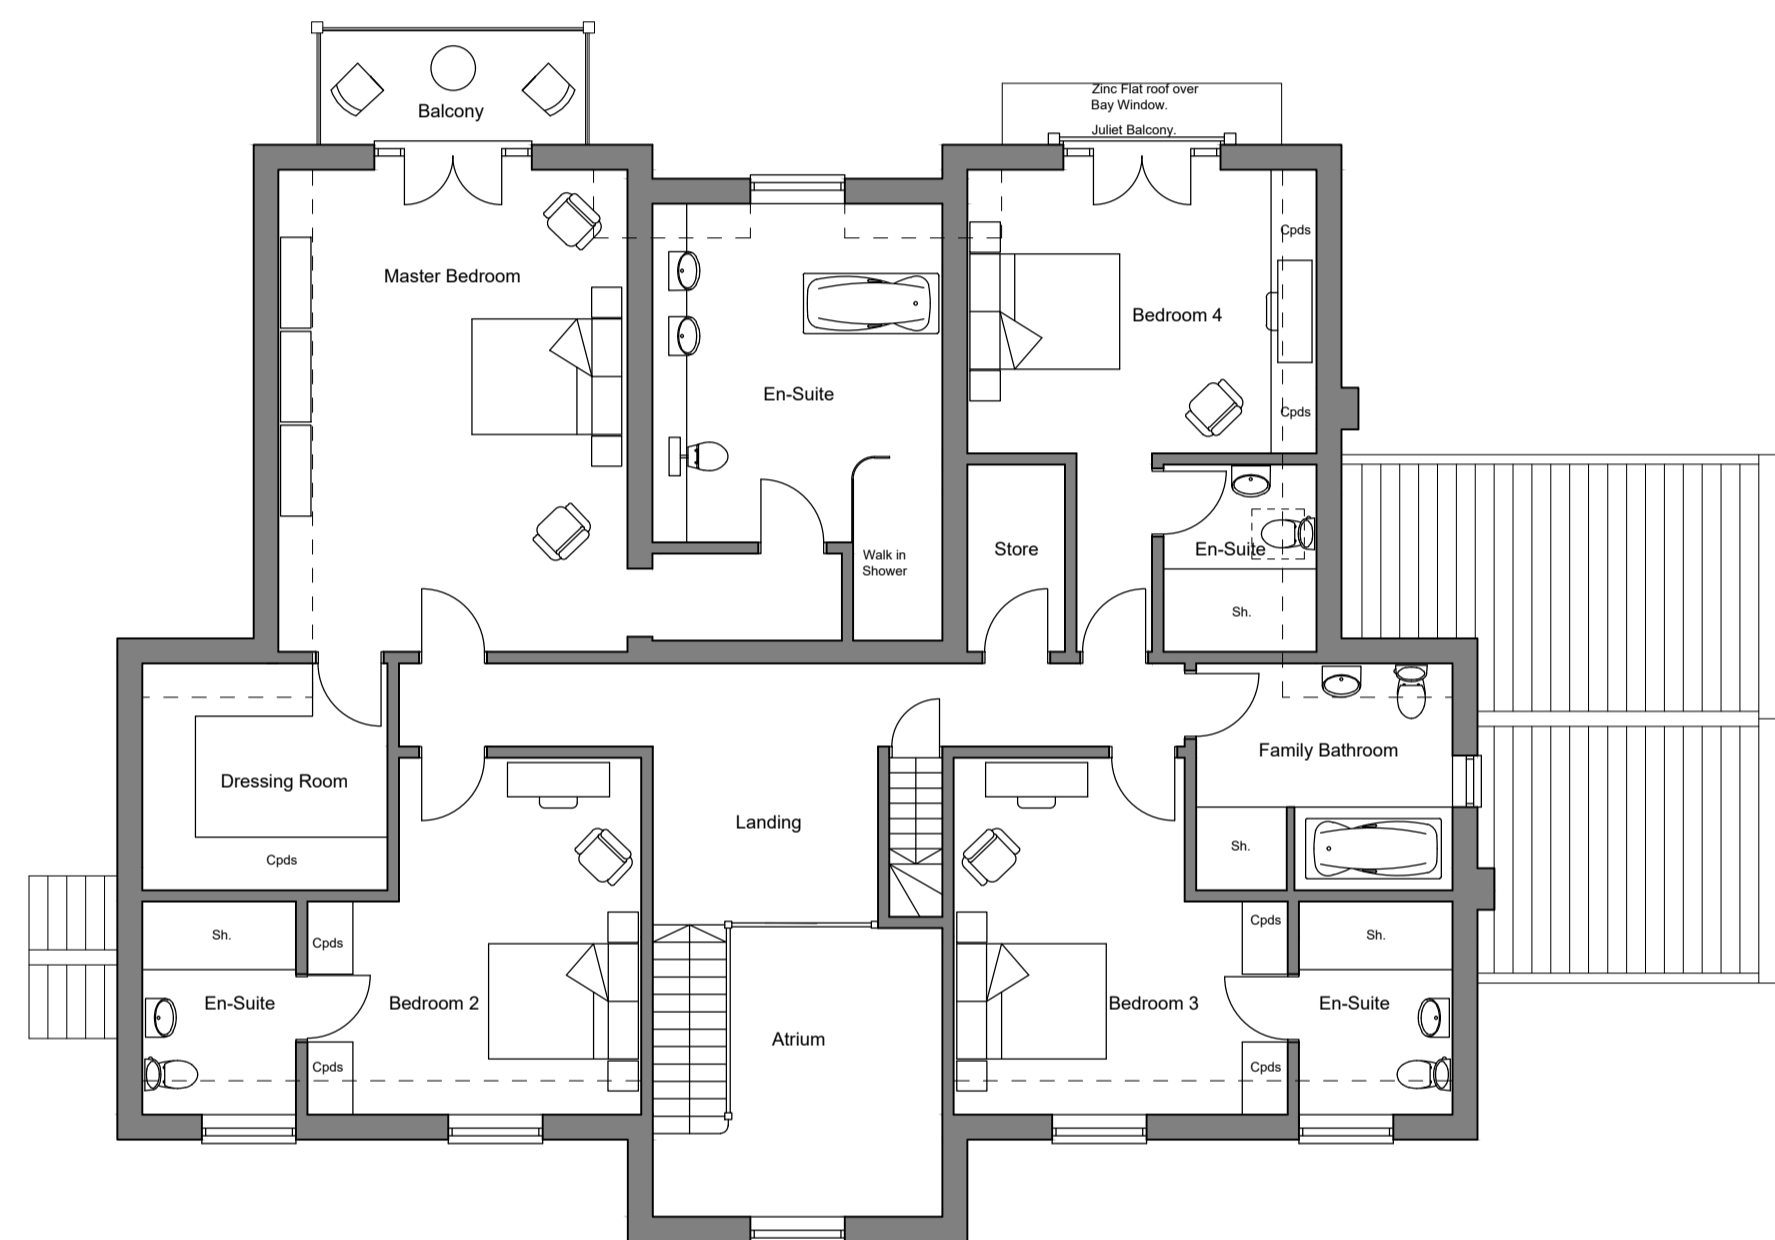 Balcony
Zinc Flat roof over
Bay Window.
Juliet Balcony.
Master Bedroom
En-Suite
Bedroom 4
Cpds
Cpds
Walk in
Shower
Store
En-Suite
Sh.
Dressing Room
Cpds
Landing
Family Bathroom
Sh.
Sh.
Cpds
En-Suite
Bedroom 2
Cpds
Atrium
Bedroom 3
Cpds
Cpds
Sh.
En-Suite